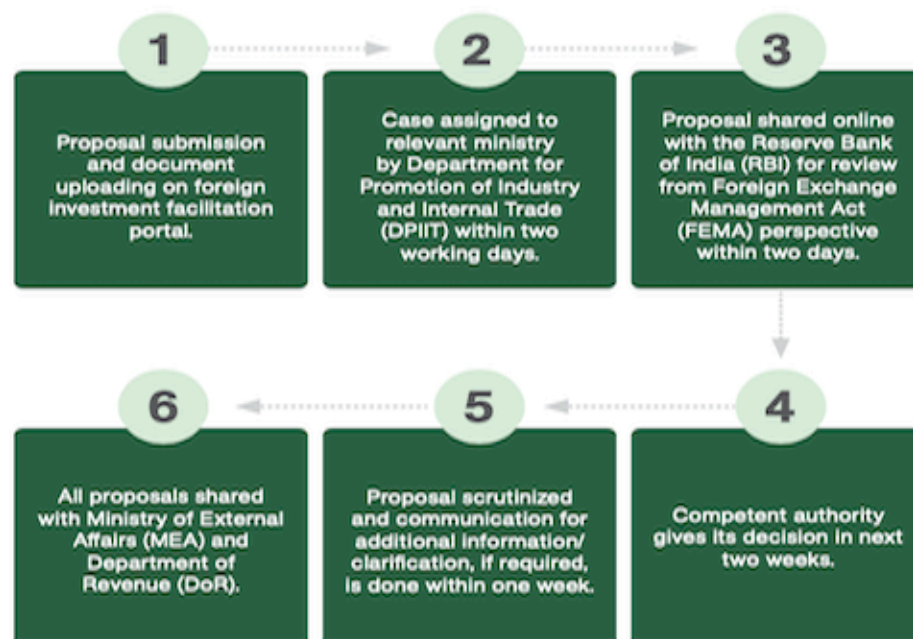 1
Proposal submission
and document
uploading on foreign
investment facilitation
portal.
2
Case assigned to
relevant ministry
by Department for
Promotion of Industry
and Internal Trade
(DPIIT) within two
working days.
3
Proposal shared online
with the Reserve Bank
of India (RBI) for review
from Foreign Exchange
Management Act
(FEMA) perspective
within two days.
4
Competent authority
gives its decision in next
two weeks.
5
Proposal scrutinized
and communication for
additional information/
clarification, if required,
is done within one week.
6
All proposals shared
with Ministry of External
Affairs (MEA) and
Department of
Revenue (DoR).